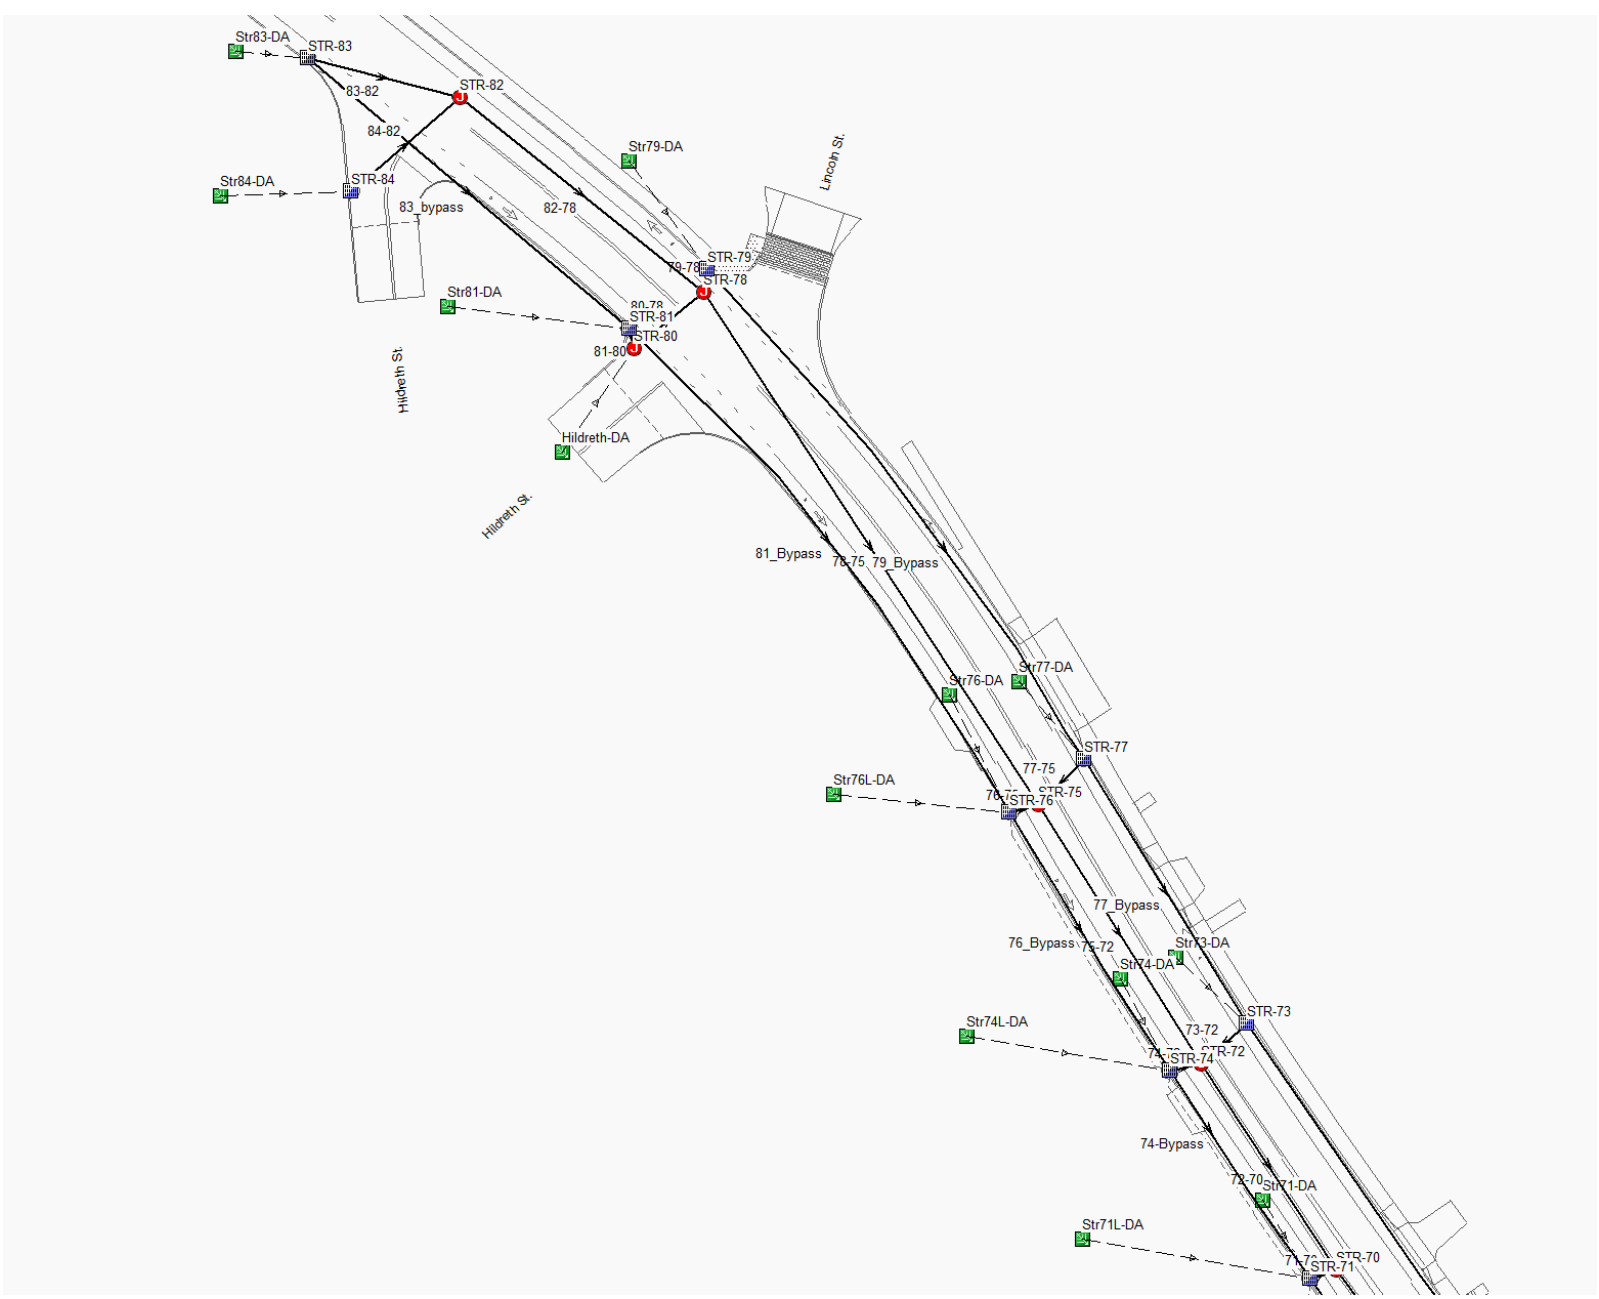 Str83-DA
STR-83
STR-82
83-82
84-82
Str79-DA
Lincoln St.
Str84-DA
STR-84
83_bypass
82-78
STR-79
79-78
STR-78
Str81-DA
80-78
STR-81
STR-80
81-80
Hildreth St.
Hildreth-DA
Hildreth St.
81_Bypass
78-75
79_Bypass
Str77-DA
Str76-DA
STR-77
77-75
Str76L-DA
STR-75
STR-76
77_Bypass
76_Bypass
75-72
Str73-DA
Str74-DA
STR-73
Str74L-DA
73-72
STR-72
STR-74
74-Bypass
72-70
Str71-DA
Str71L-DA
STR-70
STR-71